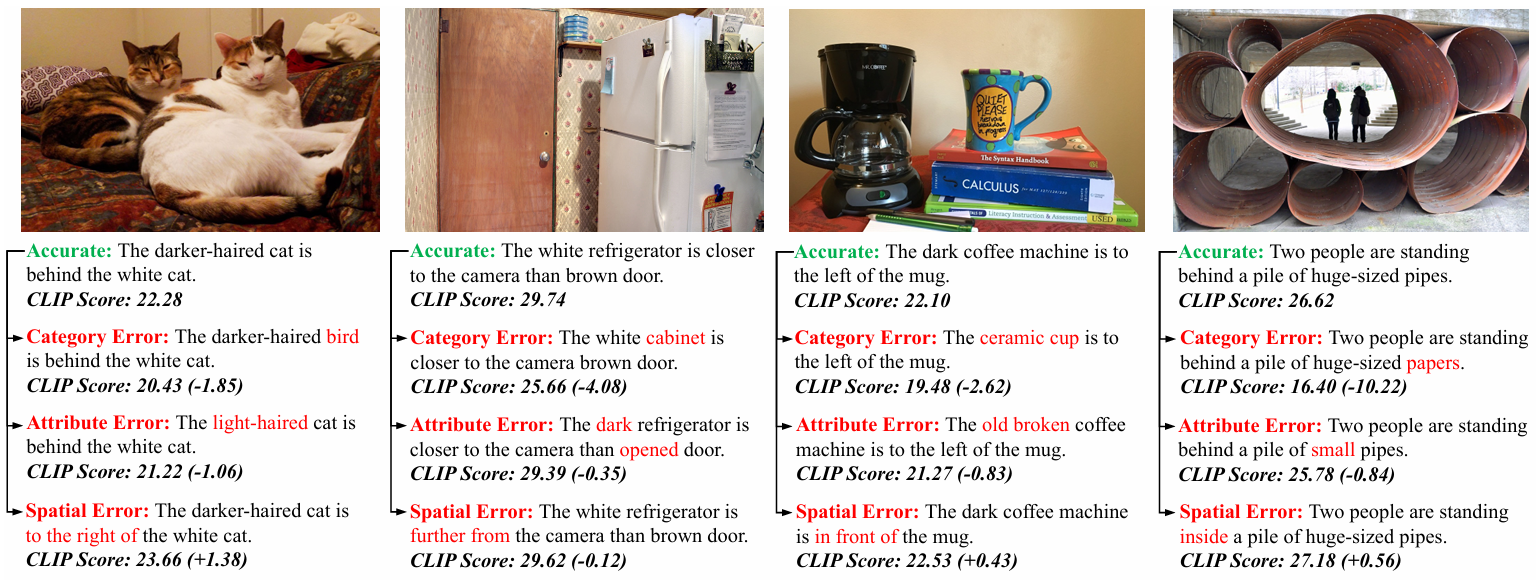 MR. COFFEE
QUIET
PLEASE
nervous
breakdown
in progress
The Syntax Handbook
CALCULUS
Literacy Instruction & Assessment
USED
Accurate: The darker-haired cat is
behind the white cat.
CLIP Score: 22.28
Category Error: The darker-haired bird
is behind the white cat.
CLIP Score: 20.43 (-1.85)
Attribute Error: The light-haired cat is
behind the white cat.
CLIP Score: 21.22 (-1.06)
Spatial Error: The darker-haired cat is
to the right of the white cat.
CLIP Score: 23.66 (+1.38)
Accurate: The white refrigerator is closer
to the camera than brown door.
CLIP Score: 29.74
Category Error: The white cabinet is
closer to the camera brown door.
CLIP Score: 25.66 (-4.08)
Attribute Error: The dark refrigerator is
closer to the camera than opened door.
CLIP Score: 29.39 (-0.35)
Spatial Error: The white refrigerator is
further from the camera than brown door.
CLIP Score: 29.62 (-0.12)
Accurate: The dark coffee machine is to
the left of the mug.
CLIP Score: 22.10
Category Error: The ceramic cup is to
the left of the mug.
CLIP Score: 19.48 (-2.62)
Attribute Error: The old broken coffee
machine is to the left of the mug.
CLIP Score: 21.27 (-0.83)
Spatial Error: The dark coffee machine
is in front of the mug.
CLIP Score: 22.53 (+0.43)
Accurate: Two people are standing
behind a pile of huge-sized pipes.
CLIP Score: 26.62
Category Error: Two people are standing
behind a pile of huge-sized papers.
CLIP Score: 16.40 (-10.22)
Attribute Error: Two people are standing
behind a pile of small pipes.
CLIP Score: 25.78 (-0.84)
Spatial Error: Two people are standing
inside a pile of huge-sized pipes.
CLIP Score: 27.18 (+0.56)